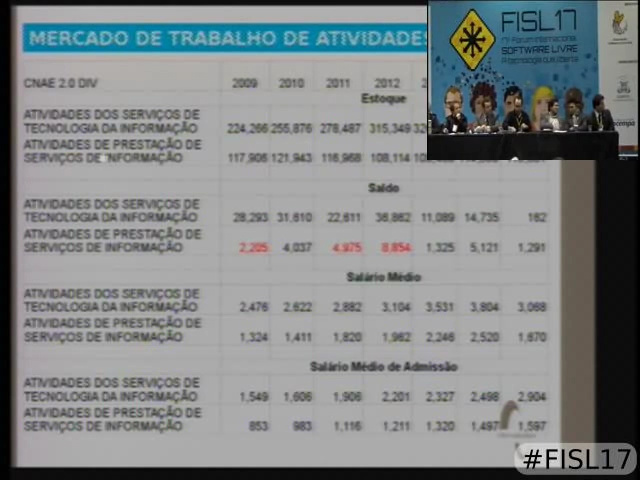 MERCADO DE TRABALHO DE ATIVIDADES
FISL17
17º Fórum Internacional
SOFTWARE LIVRE
A tecnologia que liberta
CNAE 2.0 DIV 2009 2010 2011 2012
Estoque
ATIVIDADES DOS SERVIÇOS DE
TECNOLOGIA DA INFORMAÇÃO 224,266 255,876 278,487 315,349
ATIVIDADES DE PRESTAÇÃO DE
SERVIÇOS DE INFORMAÇÃO 117,906 121,943 116,968 108,114
Saldo
ATIVIDADES DOS SERVIÇOS DE
TECNOLOGIA DA INFORMAÇÃO 28,293 31,610 22,611 36,862 11,089 14,735 162
ATIVIDADES DE PRESTAÇÃO DE
SERVIÇOS DE INFORMAÇÃO 2,205 4,037 4,975 8,854 1,325 5,121 1,291
Salário Médio
ATIVIDADES DOS SERVIÇOS DE
TECNOLOGIA DA INFORMAÇÃO 2,476 2,622 2,882 3,104 3,531 3,804 3,068
ATIVIDADES DE PRESTAÇÃO DE
SERVIÇOS DE INFORMAÇÃO 1,324 1,411 1,820 1,962 2,246 2,520 1,670
Salário Médio de Admissão
ATIVIDADES DOS SERVIÇOS DE
TECNOLOGIA DA INFORMAÇÃO 1,549 1,606 1,906 2,201 2,327 2,498 2,904
ATIVIDADES DE PRESTAÇÃO DE
SERVIÇOS DE INFORMAÇÃO 853 983 1,116 1,211 1,320 1,497 1,597
#FISL17